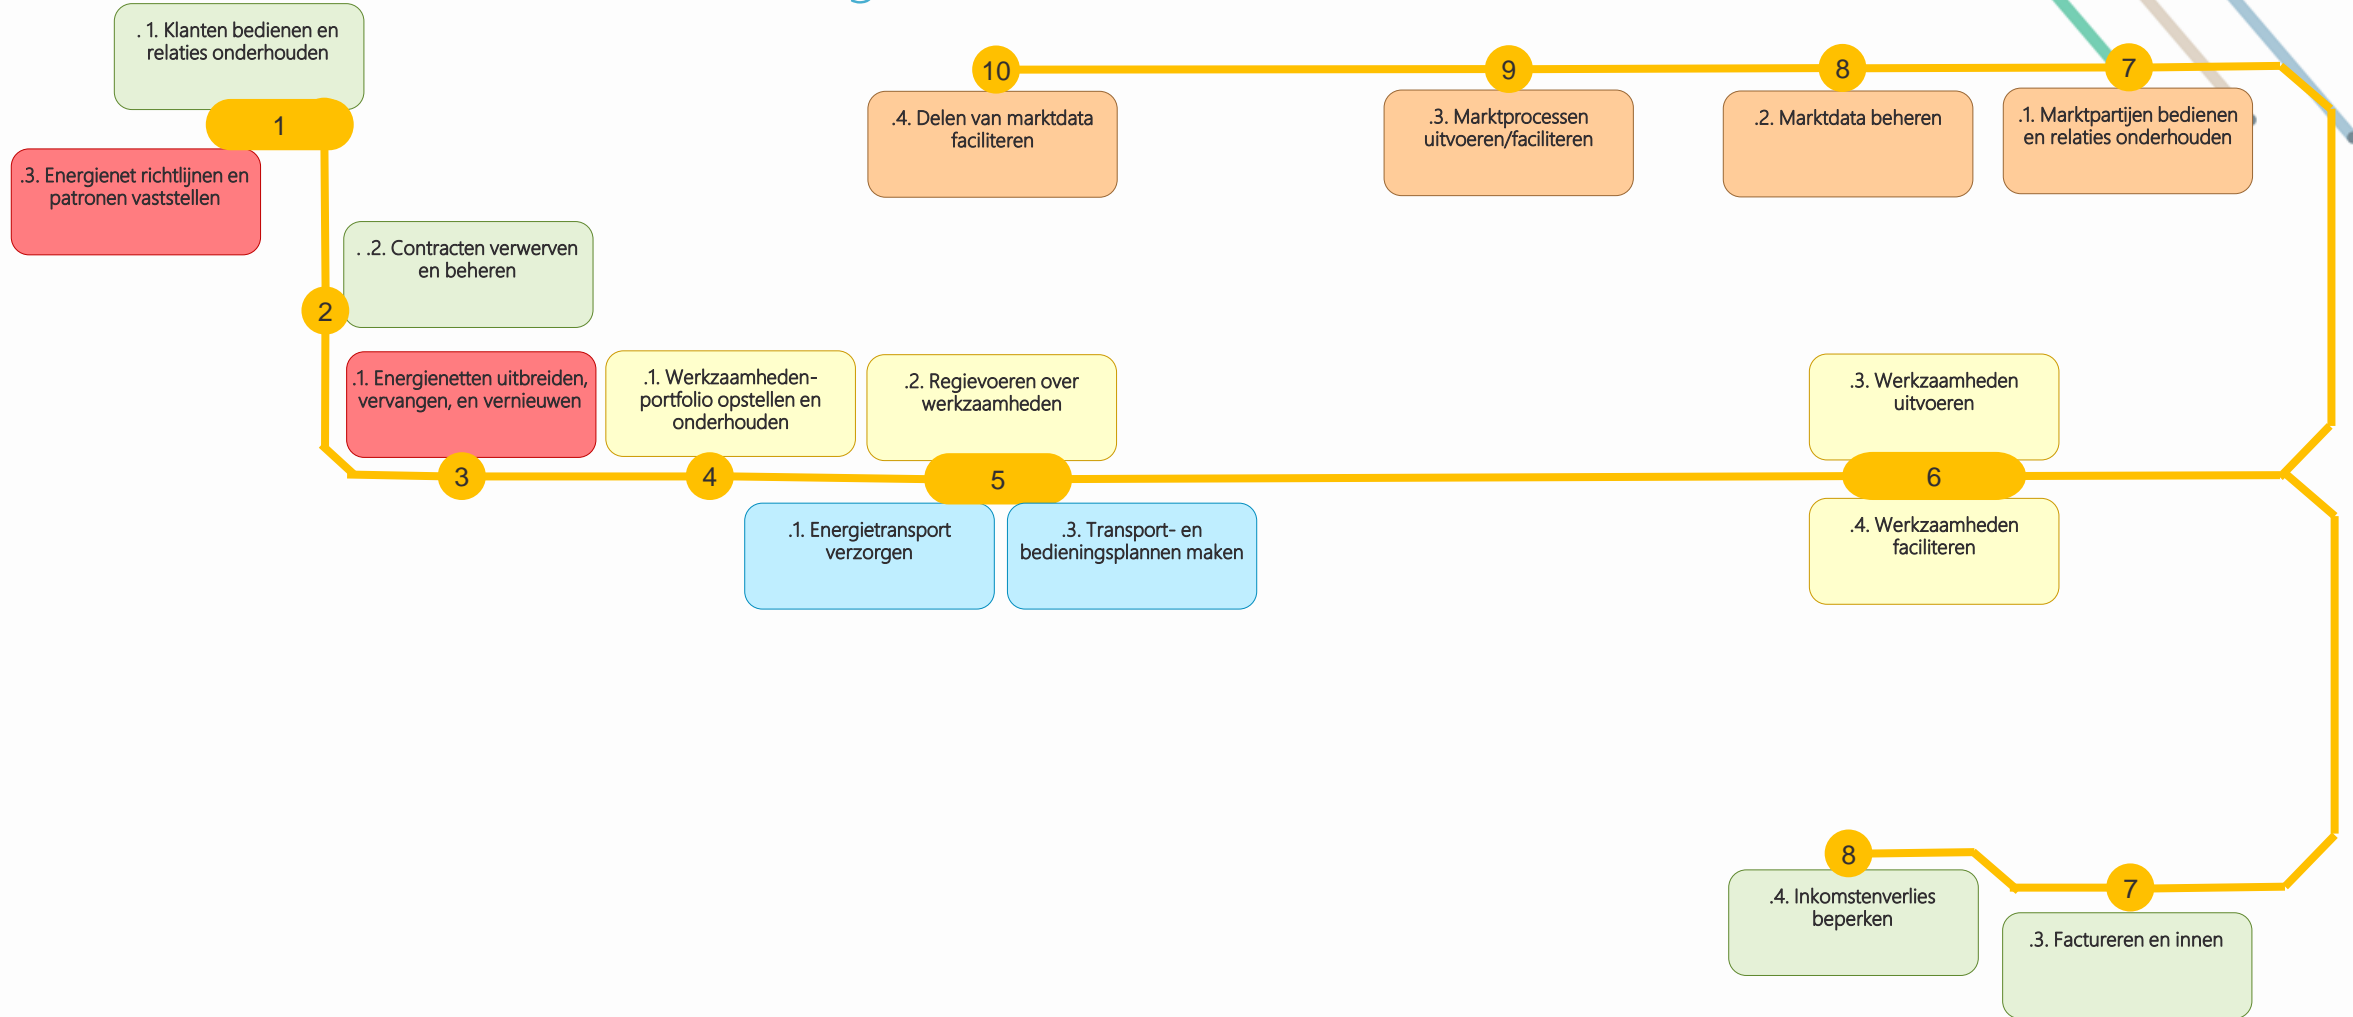 . 1. Klanten bedienen en
relaties onderhouden
1
.3. Energienet richtlijnen en
patronen vaststellen
. .2. Contracten verwerven
en beheren
2
.1. Energienetten uitbreiden,
vervangen, en vernieuwen
3
.1. Werkzaamheden-
portfolio opstellen en
onderhouden
4
.2. Regievoeren over
werkzaamheden
5
.1. Energietransport
verzorgen
.3. Transport- en
bedieningsplannen maken
.3. Werkzaamheden
uitvoeren
6
.4. Werkzaamheden
faciliteren
7
.1. Marktpartijen bedienen
en relaties onderhouden
8
.2. Marktdata beheren
9
.3. Marktprocessen
uitvoeren/faciliteren
10
.4. Delen van marktdata
faciliteren
7
.3. Factureren en innen
8
.4. Inkomstenverlies
beperken